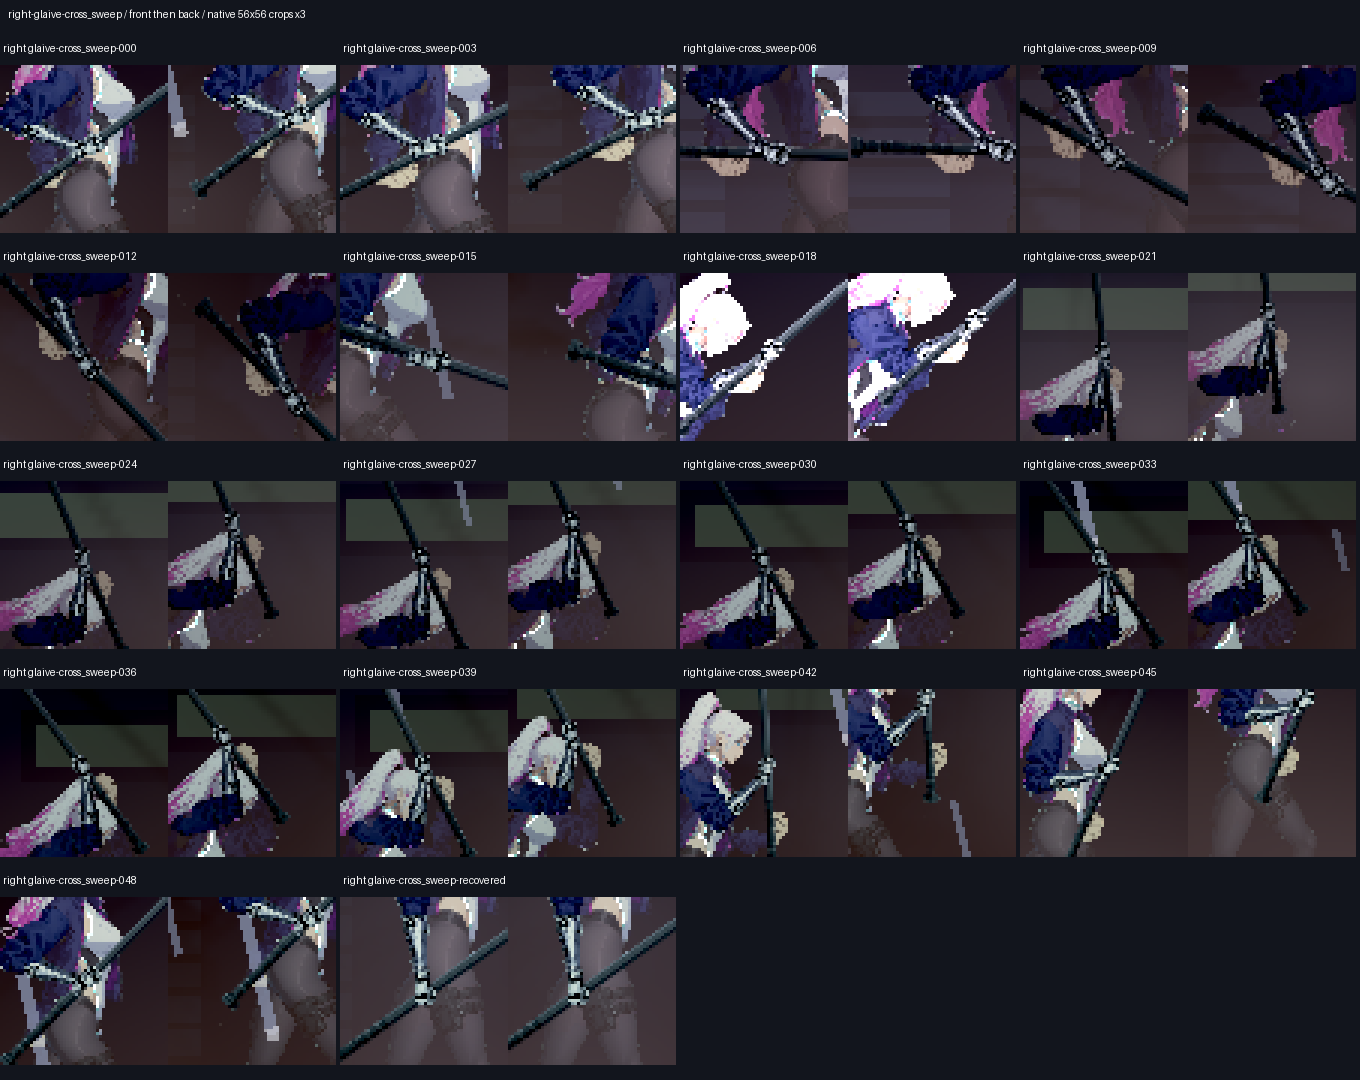 right-glaive-cross_sweep / front then back / native 56x56 crops x3
right glaive-cross_sweep-000
right glaive-cross_sweep-003
right glaive-cross_sweep-006
right glaive-cross_sweep-009
right glaive-cross_sweep-012
right glaive-cross_sweep-015
right glaive-cross_sweep-018
right glaive-cross_sweep-021
right glaive-cross_sweep-024
right glaive-cross_sweep-027
right glaive-cross_sweep-030
right glaive-cross_sweep-033
right glaive-cross_sweep-036
right glaive-cross_sweep-039
right glaive-cross_sweep-042
right glaive-cross_sweep-045
right glaive-cross_sweep-048
right glaive-cross_sweep-recovered